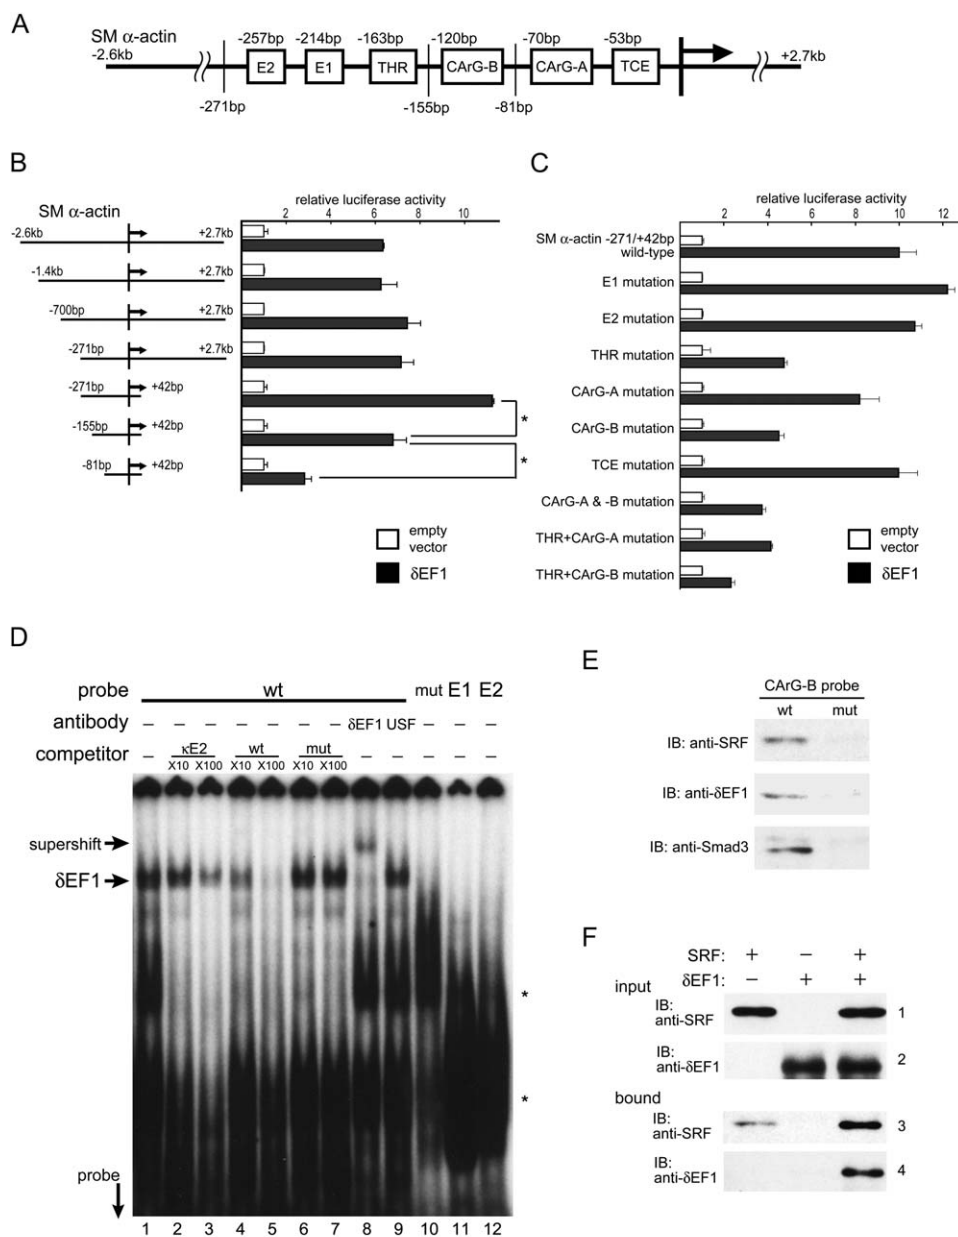 A
SM α-actin
-2.6kb
-257bp -214bp -163bp -120bp -70bp -53bp
E2 E1 THR CArG-B CArG-A TCE
+2.7kb
-271bp -155bp -81bp
B
relative luciferase activity
SM α-actin
2 4 6 8 10
-2.6kb +2.7kb
-1.4kb +2.7kb
-700bp +2.7kb
-271bp +2.7kb
-271bp +42bp
*
-155bp +42bp
*
-81bp +42bp
empty
vector
δEF1
C
relative luciferase activity
2 4 6 8 10 12
SM α-actin -271/+42bp
wild-type
E1 mutation
E2 mutation
THR mutation
CArG-A mutation
CArG-B mutation
TCE mutation
CArG-A & -B mutation
THR+CArG-A mutation
THR+CArG-B mutation
empty
vector
δEF1
D
probe wt mut E1 E2
antibody – – – – – – – δEF1 USF – – –
competitor – κE2 wt mut – – – – –
X10 X100 X10 X100 X10 X100
supershift
δEF1
*
*
probe
1 2 3 4 5 6 7 8 9 10 11 12
E
CArG-B probe
wt mut
IB: anti-SRF
IB: anti-δEF1
IB: anti-Smad3
F
SRF: + – +
δEF1: – + +
input
IB:
anti-SRF 1
IB:
anti-δEF1 2
bound
IB:
anti-SRF 3
IB:
anti-δEF1 4